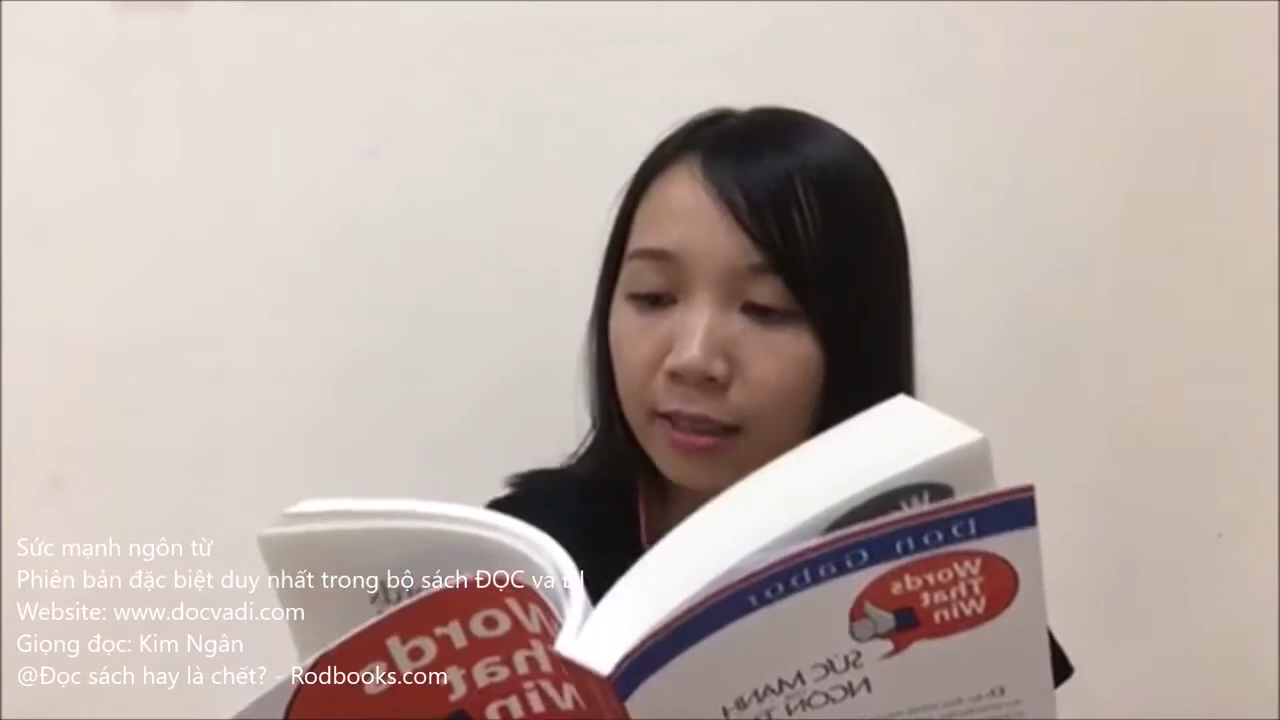 Sức mạnh ngôn từ
Phiên bản đặc biệt duy nhất trong bộ sách ĐỌC và ĐI
Website: www.docvadi.com
Giọng đọc: Kim Ngân
@Đọc sách hay là chết? - Rodbooks.com
Words
That
Win
Don Gabor
Words
That
Win
SỨC MẠNH
NGÔN TỪ